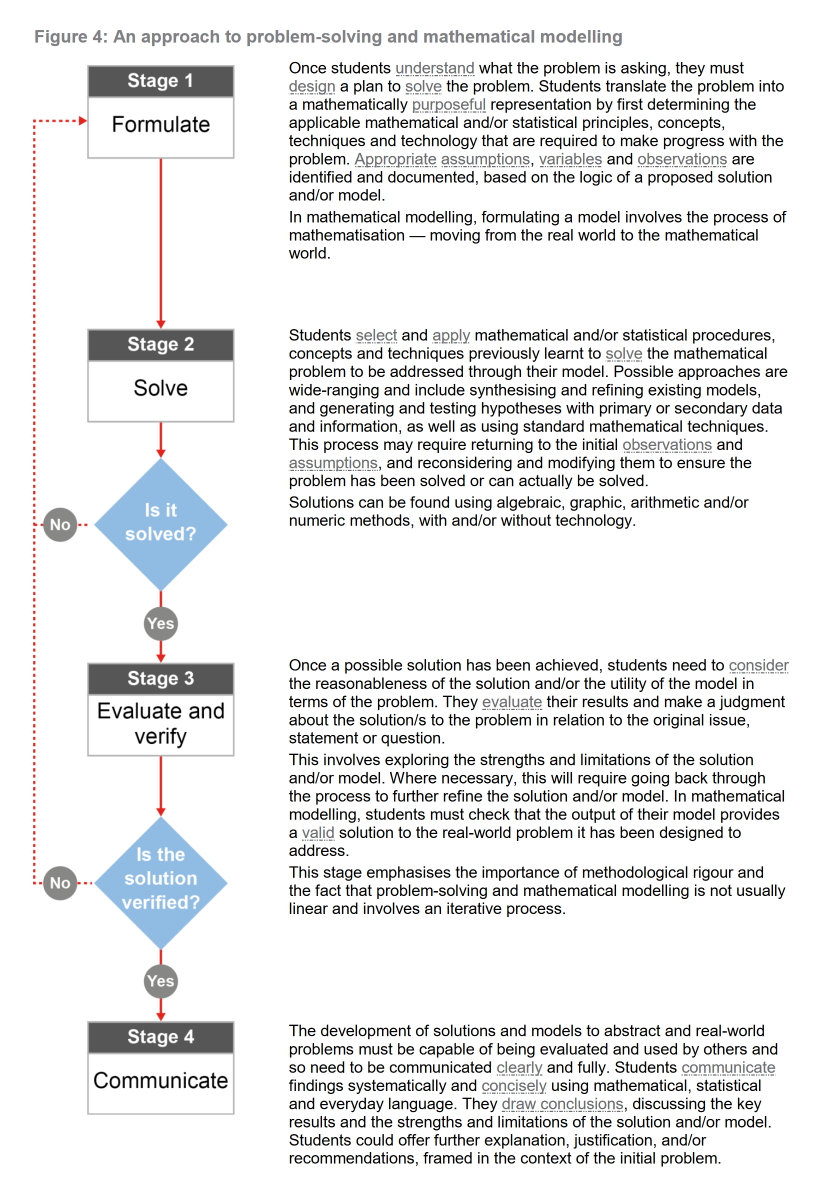 Figure 4: An approach to problem-solving and mathematical modelling
Stage 1
Formulate
Once students understand what the problem is asking, they must
design a plan to solve the problem. Students translate the problem into
a mathematically purposeful representation by first determining the
applicable mathematical and/or statistical principles, concepts,
techniques and technology that are required to make progress with the
problem. Appropriate assumptions, variables and observations are
identified and documented, based on the logic of a proposed solution
and/or model.
In mathematical modelling, formulating a model involves the process of
mathematisation — moving from the real world to the mathematical
world.
Stage 2
Solve
Is it
solved?
No
Yes
Students select and apply mathematical and/or statistical procedures,
concepts and techniques previously learnt to solve the mathematical
problem to be addressed through their model. Possible approaches are
wide-ranging and include synthesising and refining existing models,
and generating and testing hypotheses with primary or secondary data
and information, as well as using standard mathematical techniques.
This process may require returning to the initial observations and
assumptions, and reconsidering and modifying them to ensure the
problem has been solved or can actually be solved.
Solutions can be found using algebraic, graphic, arithmetic and/or
numeric methods, with and/or without technology.
Stage 3
Evaluate and
verify
Is the
solution
verified?
No
Yes
Once a possible solution has been achieved, students need to consider
the reasonableness of the solution and/or the utility of the model in
terms of the problem. They evaluate their results and make a judgment
about the solution/s to the problem in relation to the original issue,
statement or question.
This involves exploring the strengths and limitations of the solution
and/or model. Where necessary, this will require going back through
the process to further refine the solution and/or model. In mathematical
modelling, students must check that the output of their model provides
a valid solution to the real-world problem it has been designed to
address.
This stage emphasises the importance of methodological rigour and
the fact that problem-solving and mathematical modelling is not usually
linear and involves an iterative process.
Stage 4
Communicate
The development of solutions and models to abstract and real-world
problems must be capable of being evaluated and used by others and
so need to be communicated clearly and fully. Students communicate
findings systematically and concisely using mathematical, statistical
and everyday language. They draw conclusions, discussing the key
results and the strengths and limitations of the solution and/or model.
Students could offer further explanation, justification, and/or
recommendations, framed in the context of the initial problem.